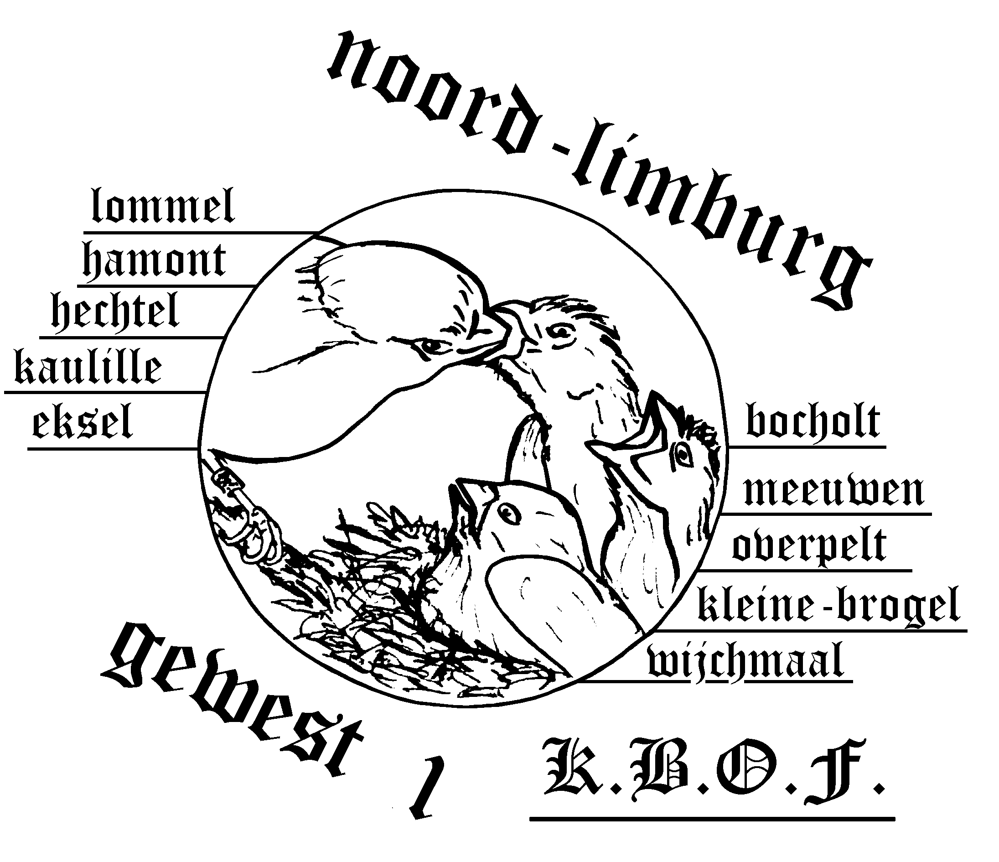 noord-limburg
lommel
hamont
hechtel
kaulille
eksel
bocholt
meeuwen
overpelt
kleine-brogel
wijchmaal
gewest 1
K.B.O.F.